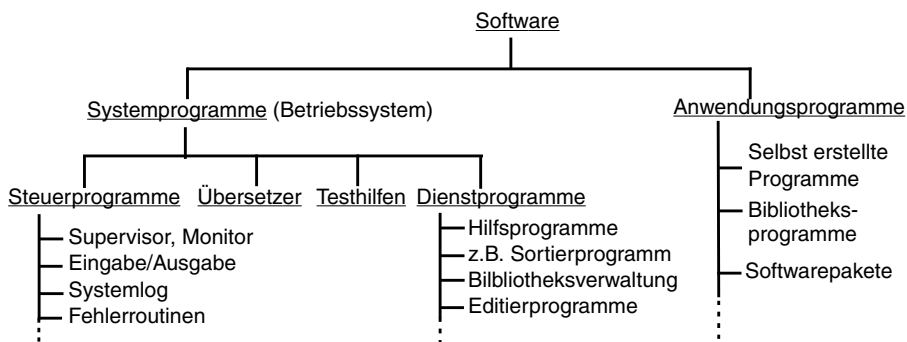 Software
Systemprogramme (Betriebssystem)
Anwendungsprogramme
Steuerprogramme
Supervisor, Monitor
Eingabe/Ausgabe
Systemlog
Fehlerroutinen
Übersetzer
Testhilfen
Dienstprogramme
Hilfsprogramme
z.B. Sortierprogramm
Bilbliotheksverwaltung
Editierprogramme
Selbst erstellte
Programme
Bibliotheks-
programme
Softwarepakete